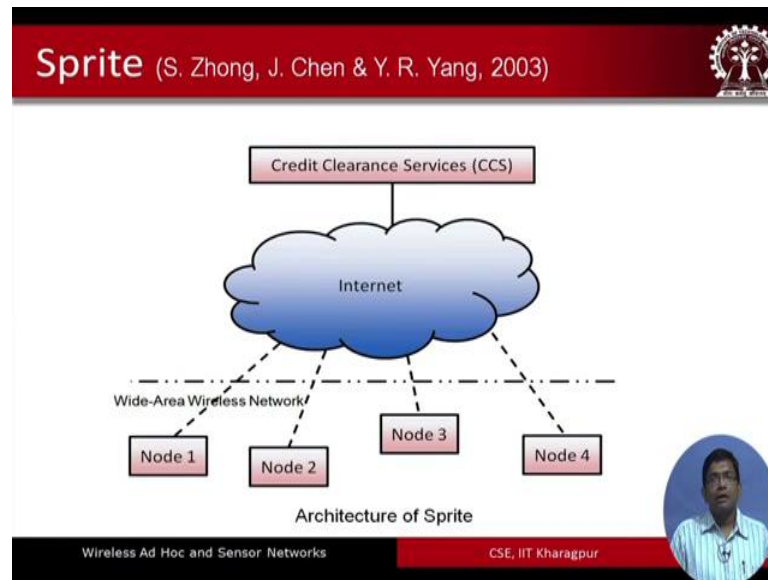 Sprite (S. Zhong, J. Chen & Y. R. Yang, 2003)
Credit Clearance Services (CCS)
Internet
Wide-Area Wireless Network
Node 1
Node 2
Node 3
Node 4
Architecture of Sprite
Wireless Ad Hoc and Sensor Networks
CSE, IIT Kharagpur